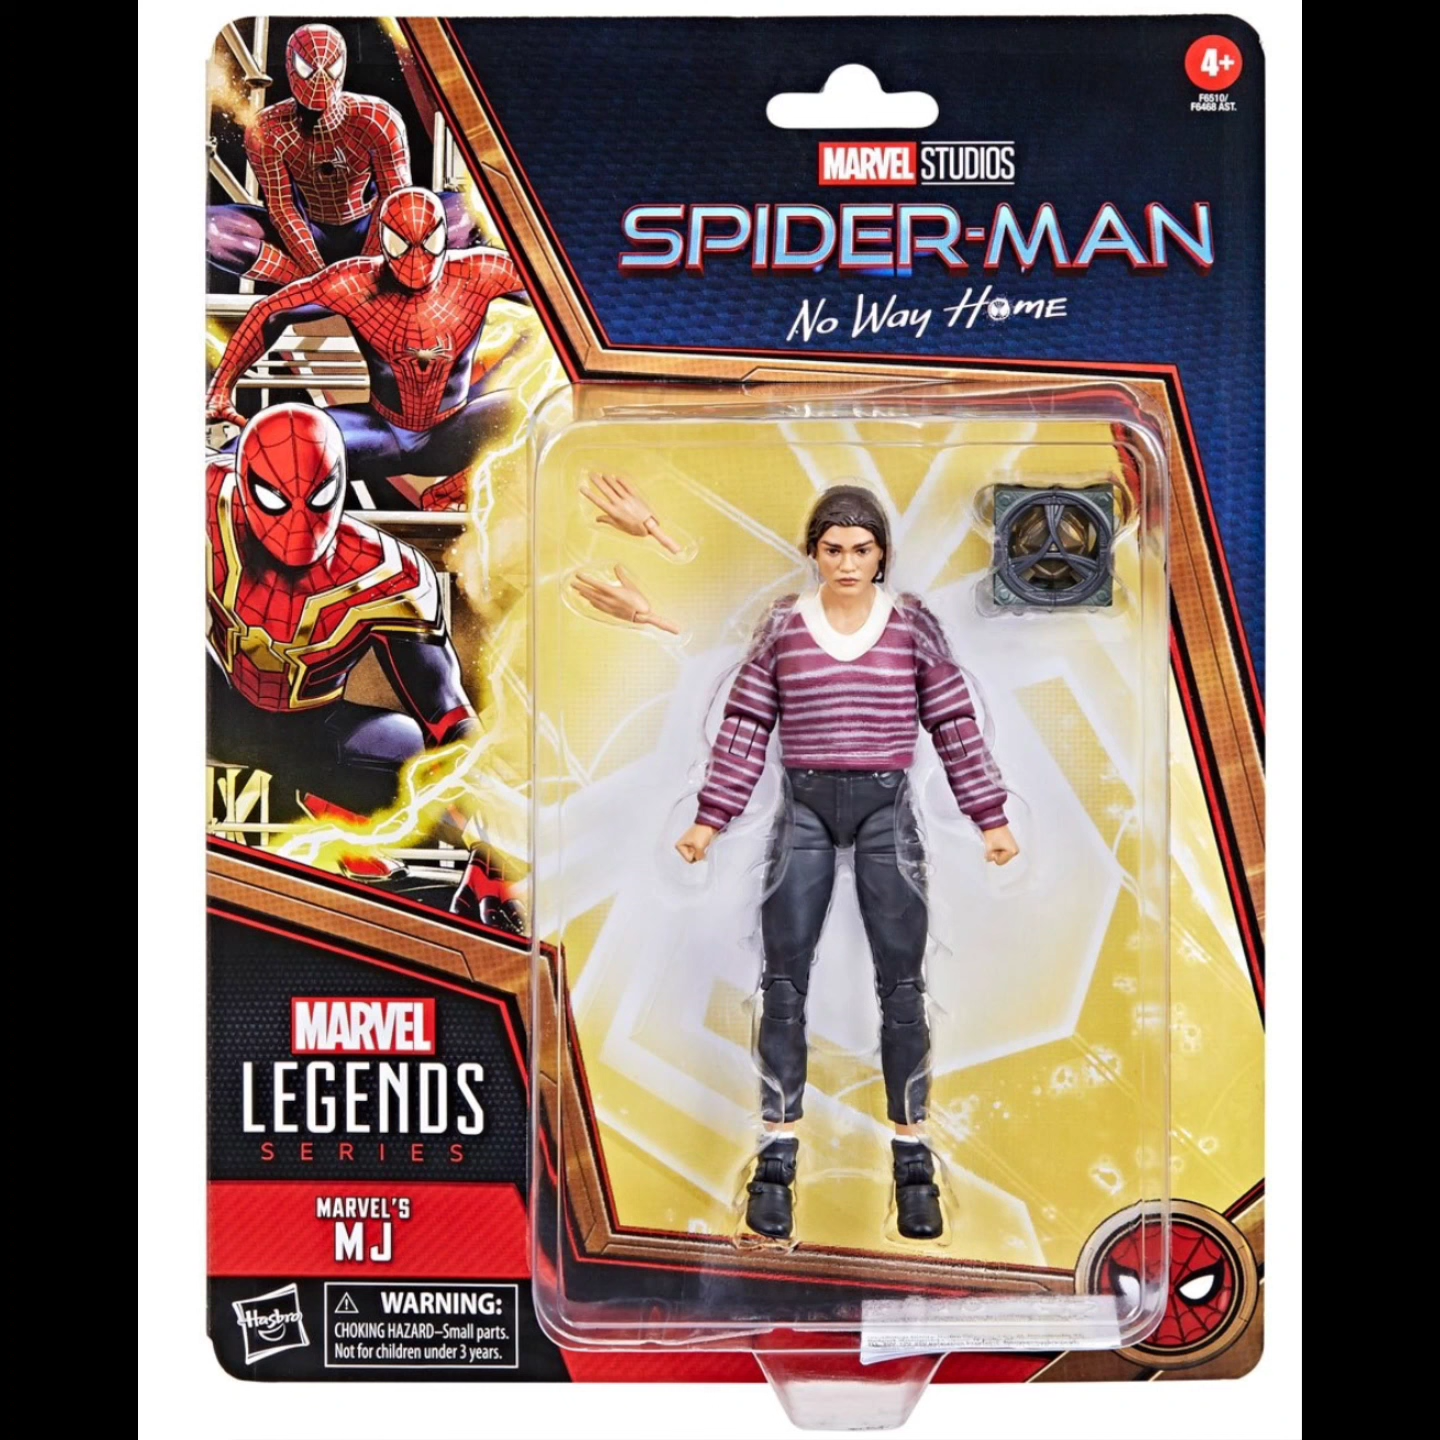 4+
F6510/
F6468 AST.
MARVEL STUDIOS
SPIDER-MAN
No Way Home
MARVEL
LEGENDS
SERIES
MARVEL'S
MJ
Hasbro
WARNING:
CHOKING HAZARD–Small parts.
Not for children under 3 years.